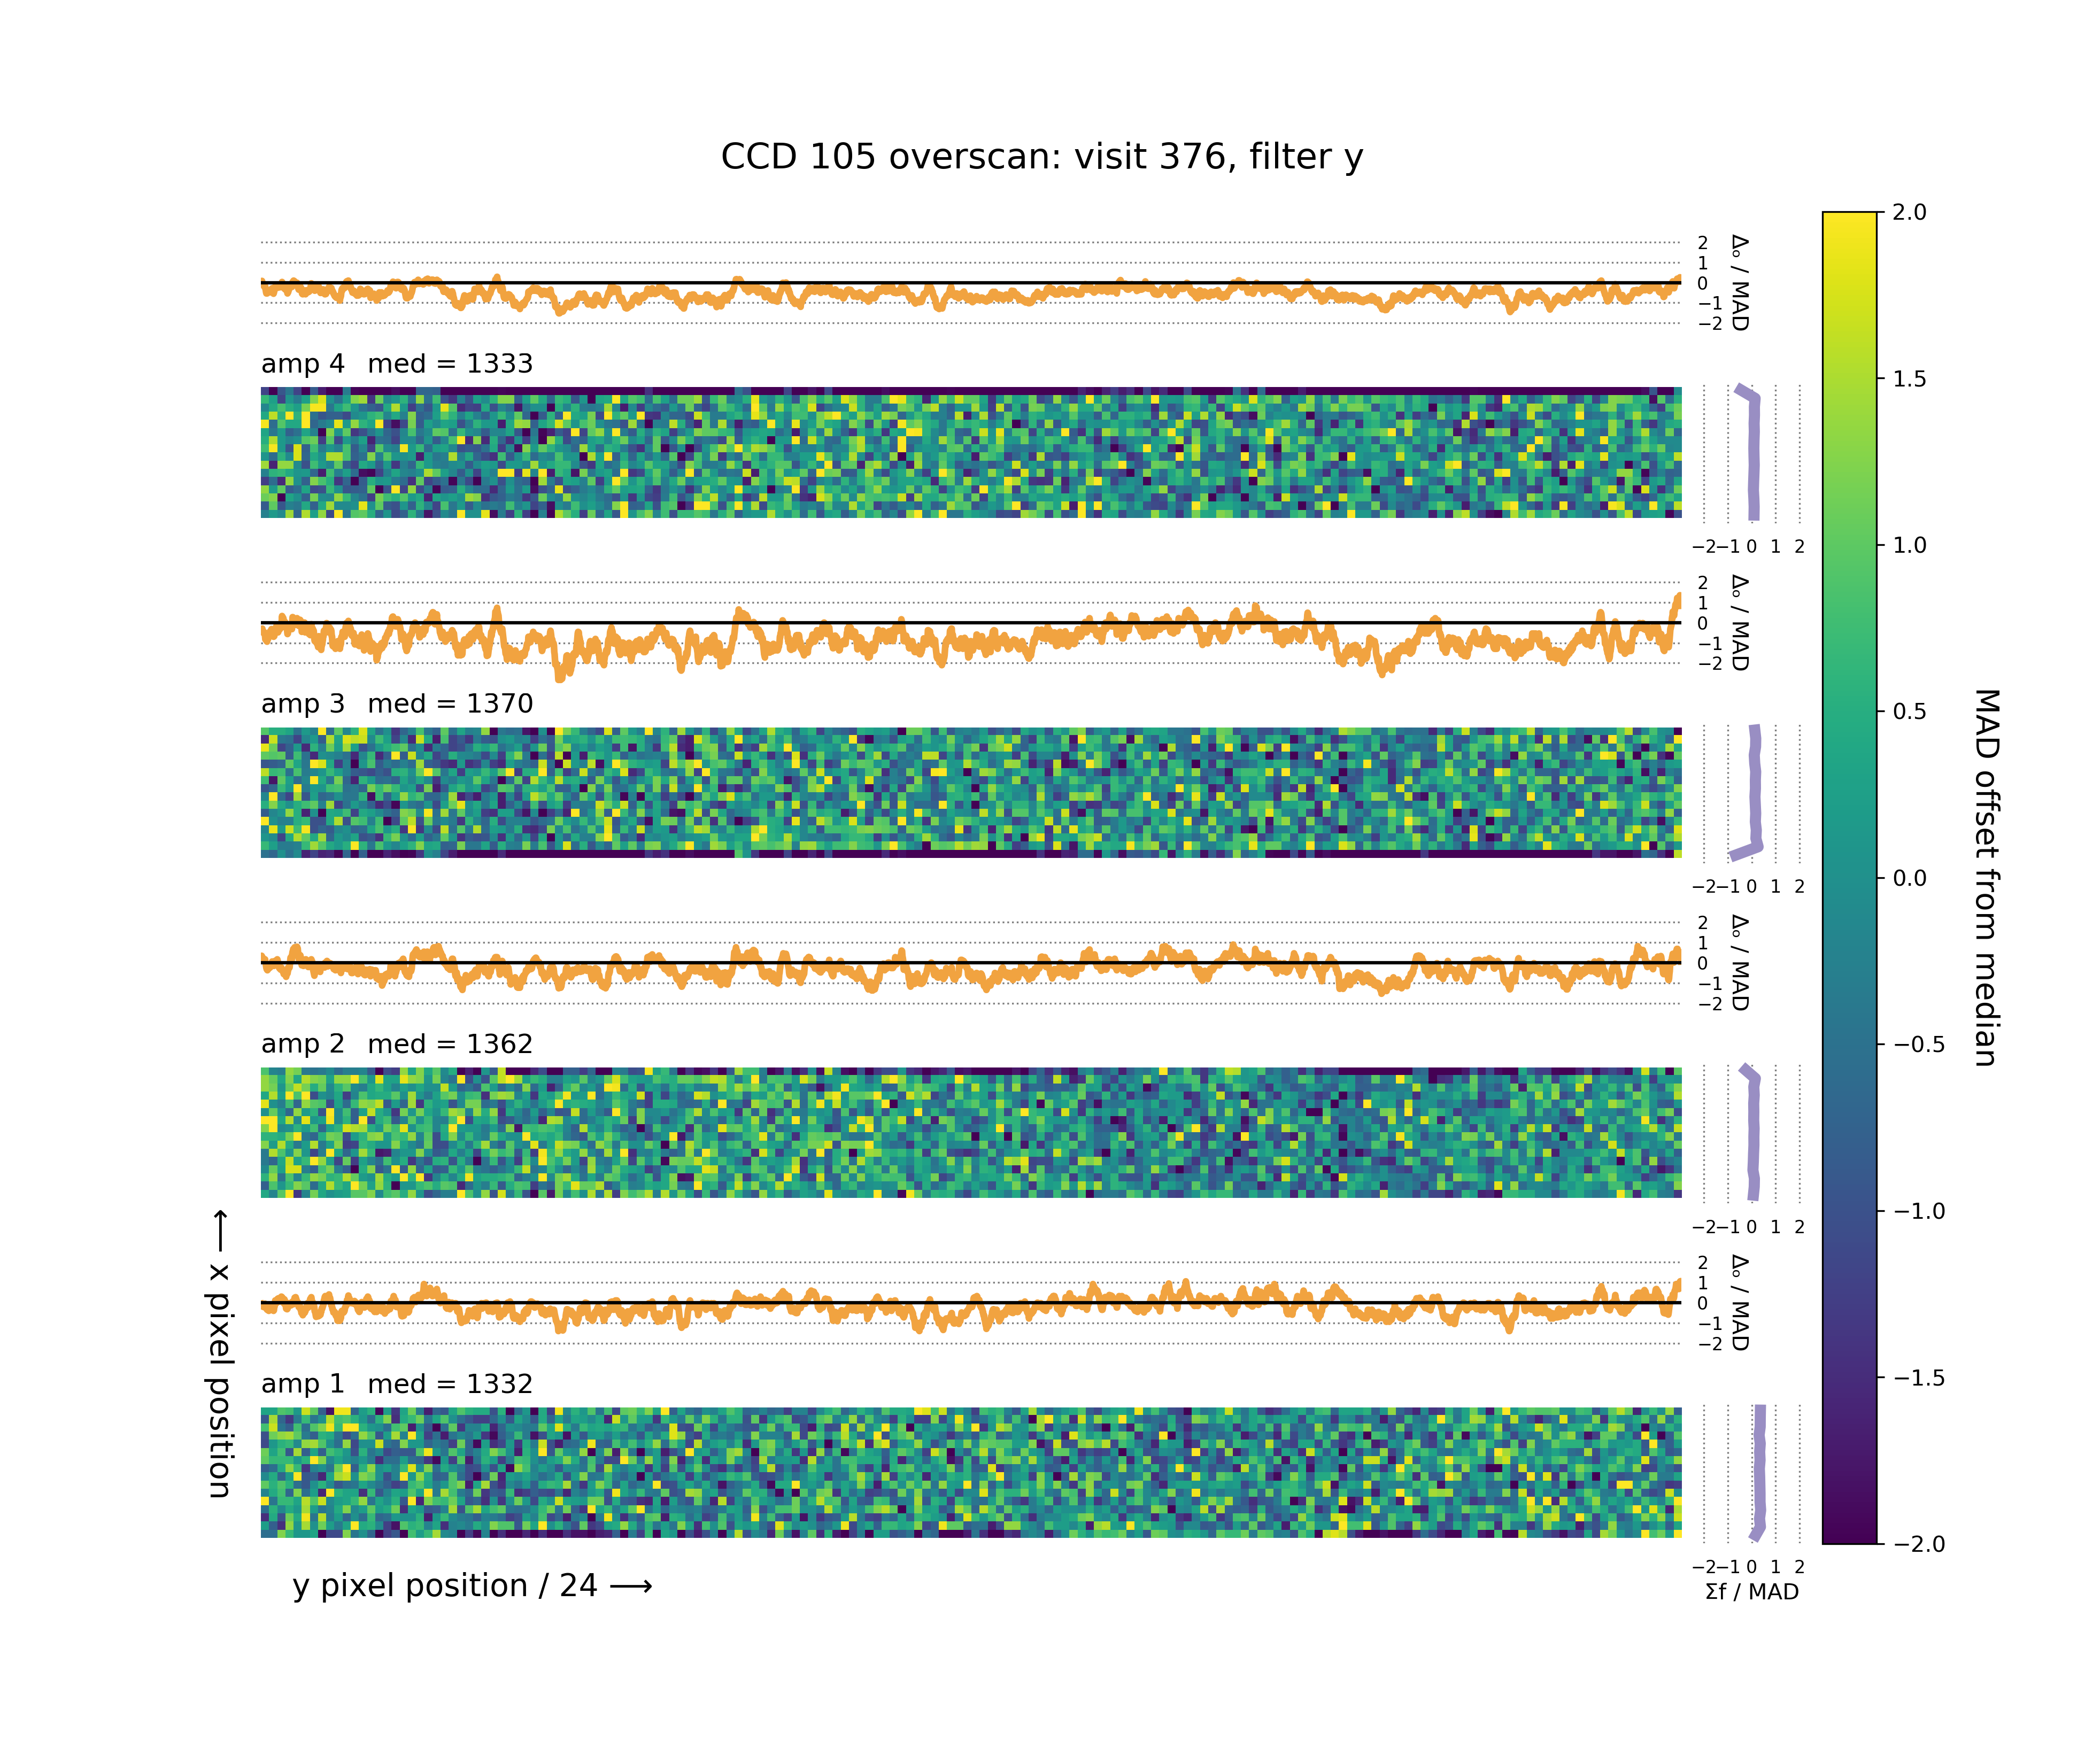 CCD 105 overscan: visit 376, filter y
2
1
0
−1
−2
Δₒ / MAD
amp 4 med = 1333
−2 −1 0 1 2
2
1
0
−1
−2
Δₒ / MAD
amp 3 med = 1370
−2 −1 0 1 2
2
1
0
−1
−2
Δₒ / MAD
amp 2 med = 1362
−2 −1 0 1 2
2
1
0
−1
−2
Δₒ / MAD
amp 1 med = 1332
−2 −1 0 1 2
Σf / MAD
y pixel position / 24 ⟶
⟵ x pixel position
2.0
1.5
1.0
0.5
0.0
−0.5
−1.0
−1.5
−2.0
MAD offset from median